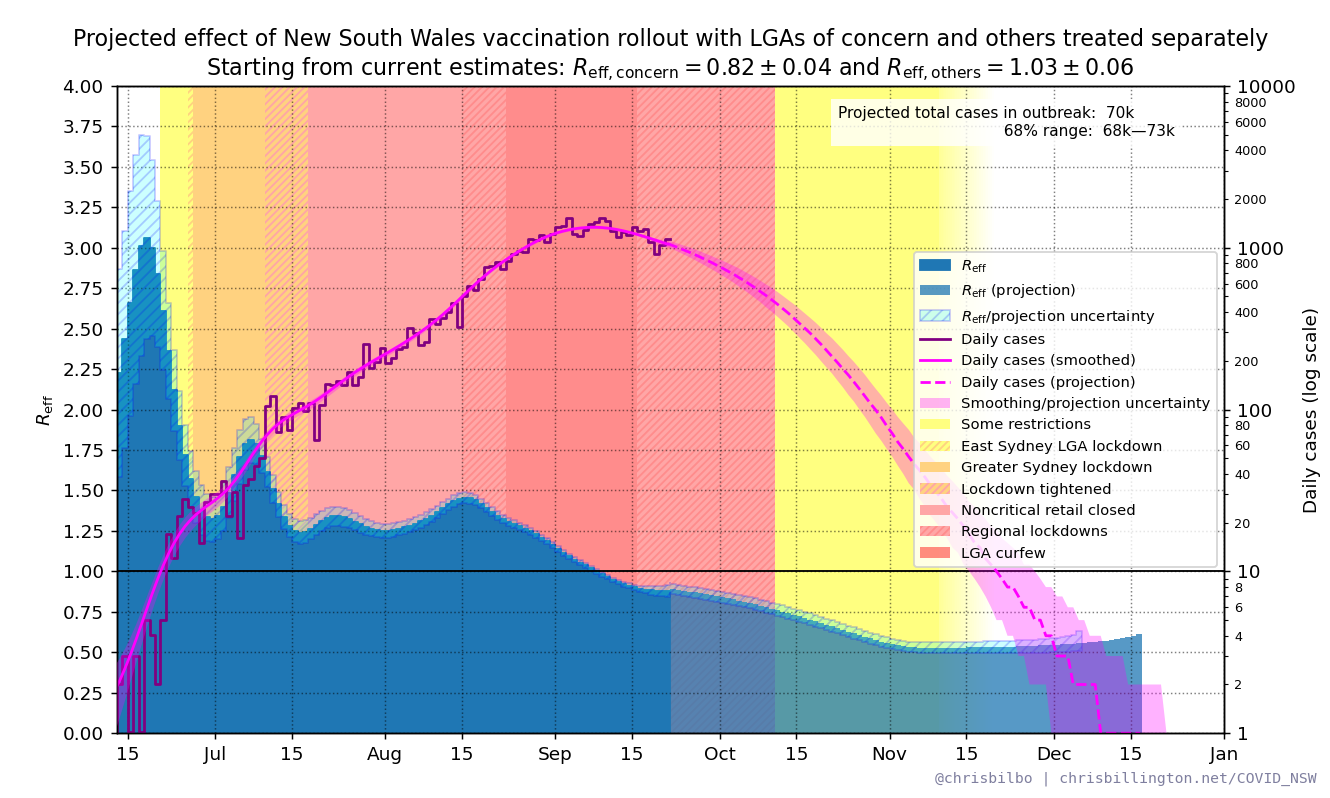 Projected effect of New South Wales vaccination rollout with LGAs of concern and others treated separately
Starting from current estimates: Reff, concern = 0.82 ± 0.04 and Reff, others = 1.03 ± 0.06
Projected total cases in outbreak: 70k
68% range: 68k—73k
Reff
4.00
3.75
3.50
3.25
3.00
2.75
2.50
2.25
2.00
1.75
1.50
1.25
1.00
0.75
0.50
0.25
0.00
10000
8000
6000
4000
2000
1000
800
600
400
200
100
80
60
40
20
10
8
6
4
2
1
Daily cases (log scale)
Reff
Reff (projection)
Reff/projection uncertainty
Daily cases
Daily cases (smoothed)
Daily cases (projection)
Smoothing/projection uncertainty
Some restrictions
East Sydney LGA lockdown
Greater Sydney lockdown
Lockdown tightened
Noncritical retail closed
Regional lockdowns
LGA curfew
15 Jul 15 Aug 15 Sep 15 Oct 15 Nov 15 Dec 15 Jan
@chrisbilbo | chrisbillington.net/COVID_NSW